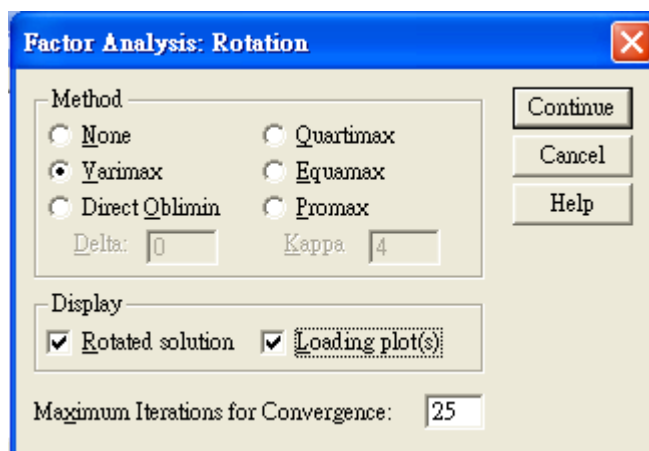 Factor Analysis: Rotation
Method
None
Quartimax
Varimax
Equamax
Direct Oblimin
Promax
Delta: 0
Kappa 4
Display
Rotated solution
Loading plot(s)
Maximum Iterations for Convergence: 25
Continue
Cancel
Help